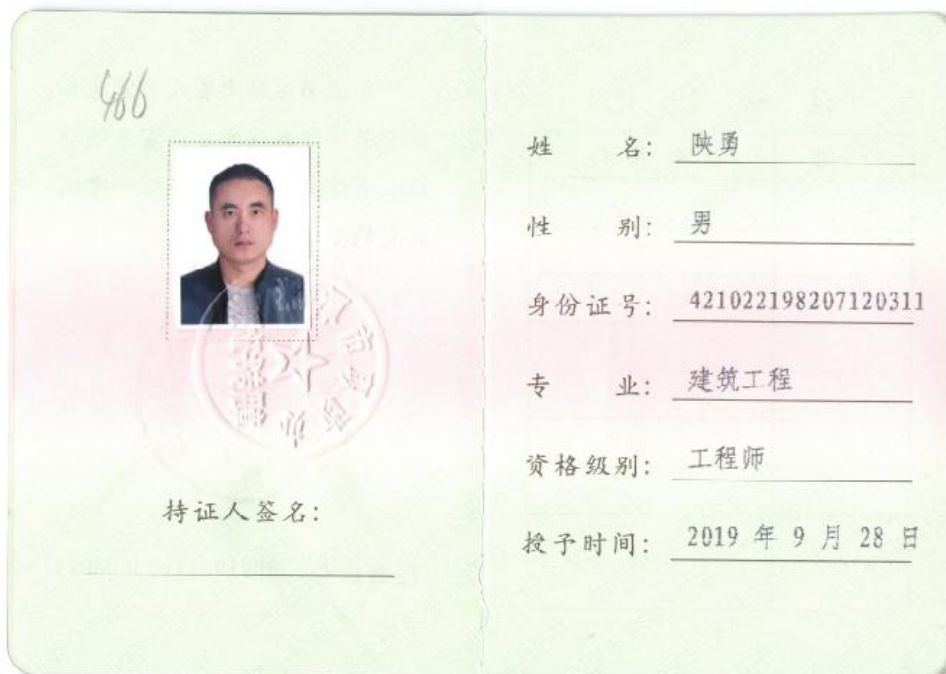 466
持证人签名:
姓 名: 陕勇
性 别: 男
身份证号: 421022198207120311
专 业: 建筑工程
资格级别: 工程师
授予时间: 2019 年 9 月 28 日